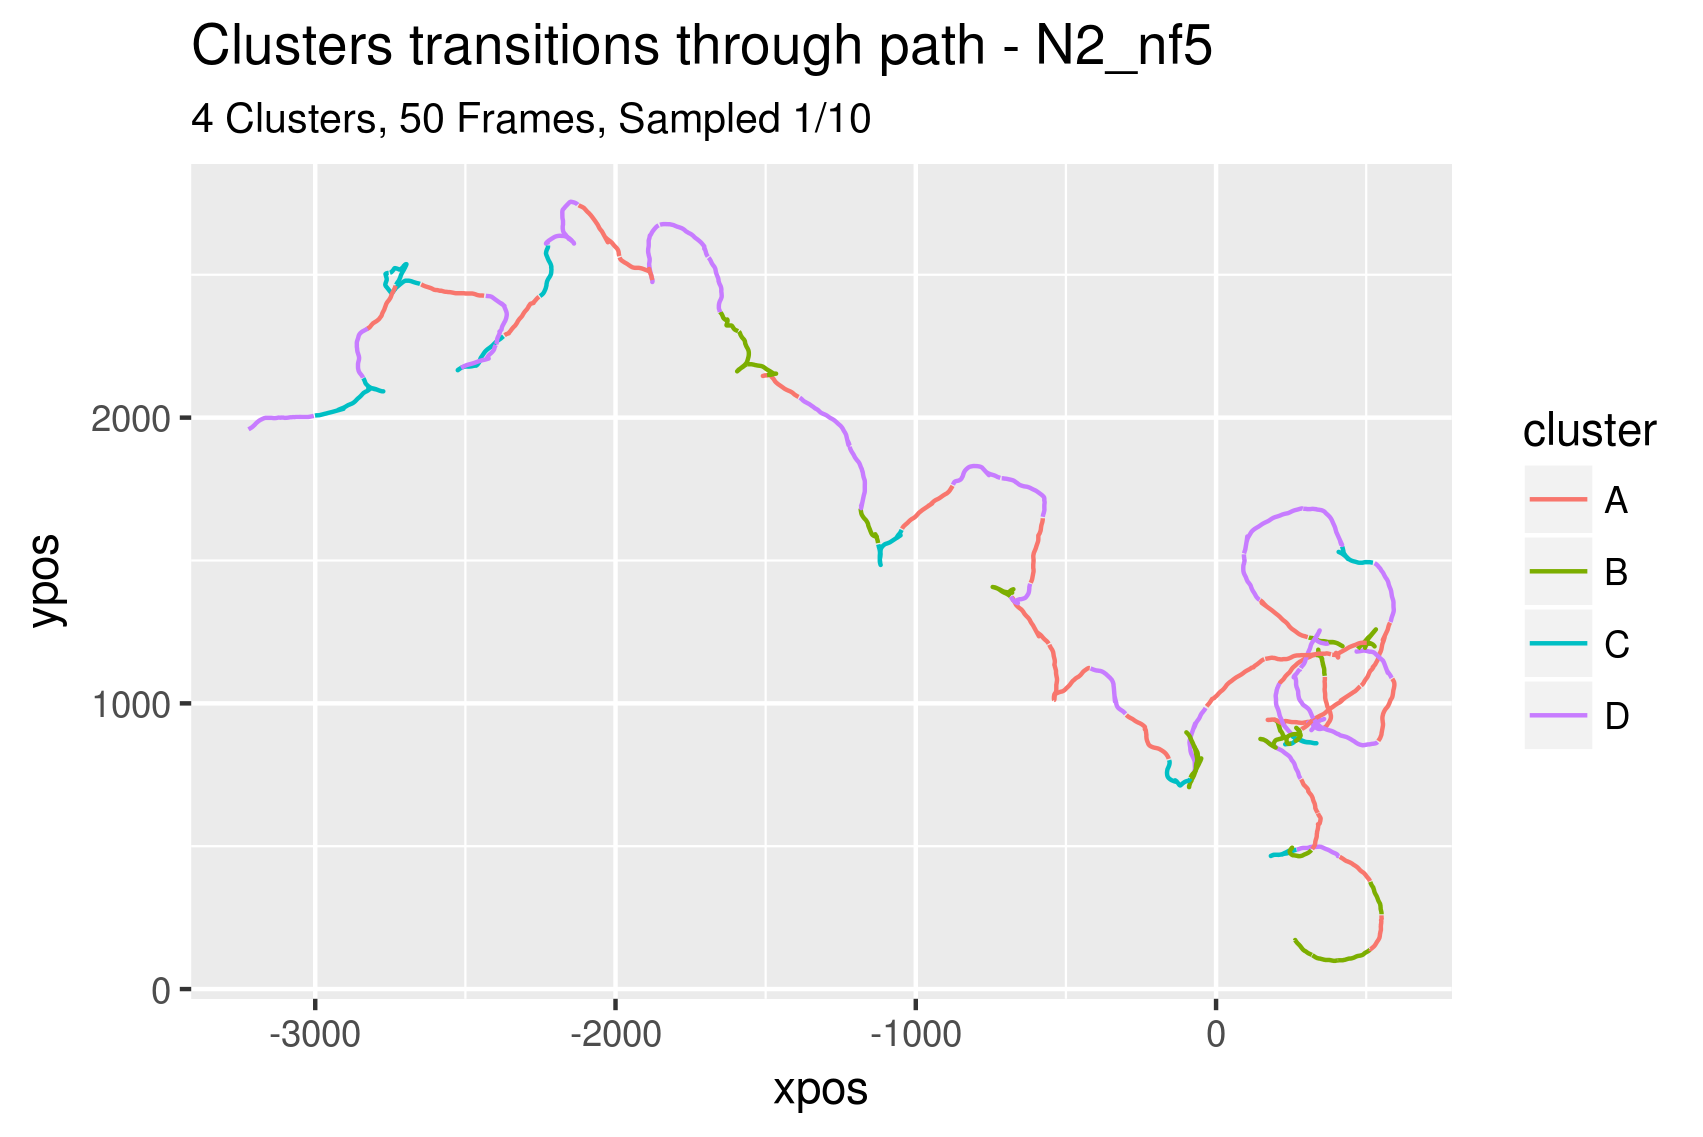 Clusters transitions through path - N2_nf5
4 Clusters, 50 Frames, Sampled 1/10
ypos
2000
1000
0
-3000
-2000
-1000
0
xpos
cluster
A
B
C
D